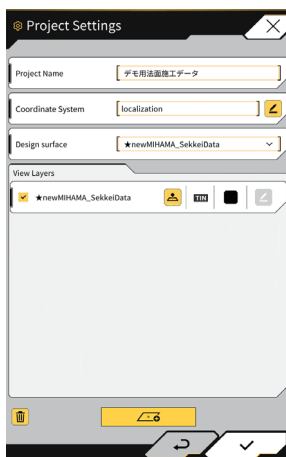 Project Settings
Project Name
デモ用法面施工データ
Coordinate System
localization
Design surface
★newMIHAMA_SekkeiData
View Layers
★newMIHAMA_SekkeiData
TIN